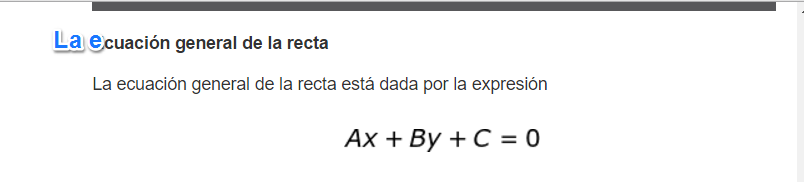 La ecuación general de la recta
La ecuación general de la recta está dada por la expresión
Ax + By + C = 0